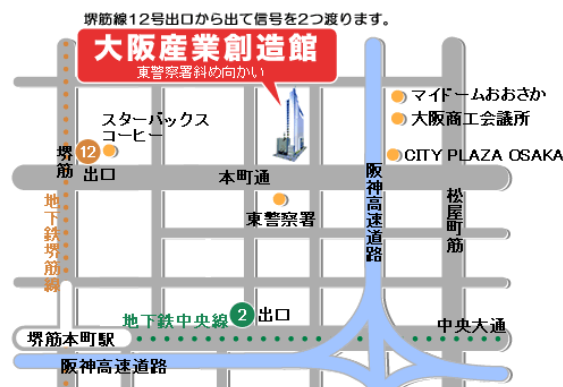 堺筋線12号出口から出て信号を2つ渡ります。
大阪産業創造館
東警察署斜め向かい
マイドームおおさか
大阪商工会議所
スターバックス
コーヒー
CITY PLAZA OSAKA
堺筋
12
出口
本町通
阪神高速道路
松屋町筋
地下鉄堺筋線
東警察署
地下鉄中央線
2
出口
中央大通
堺筋本町駅
阪神高速道路